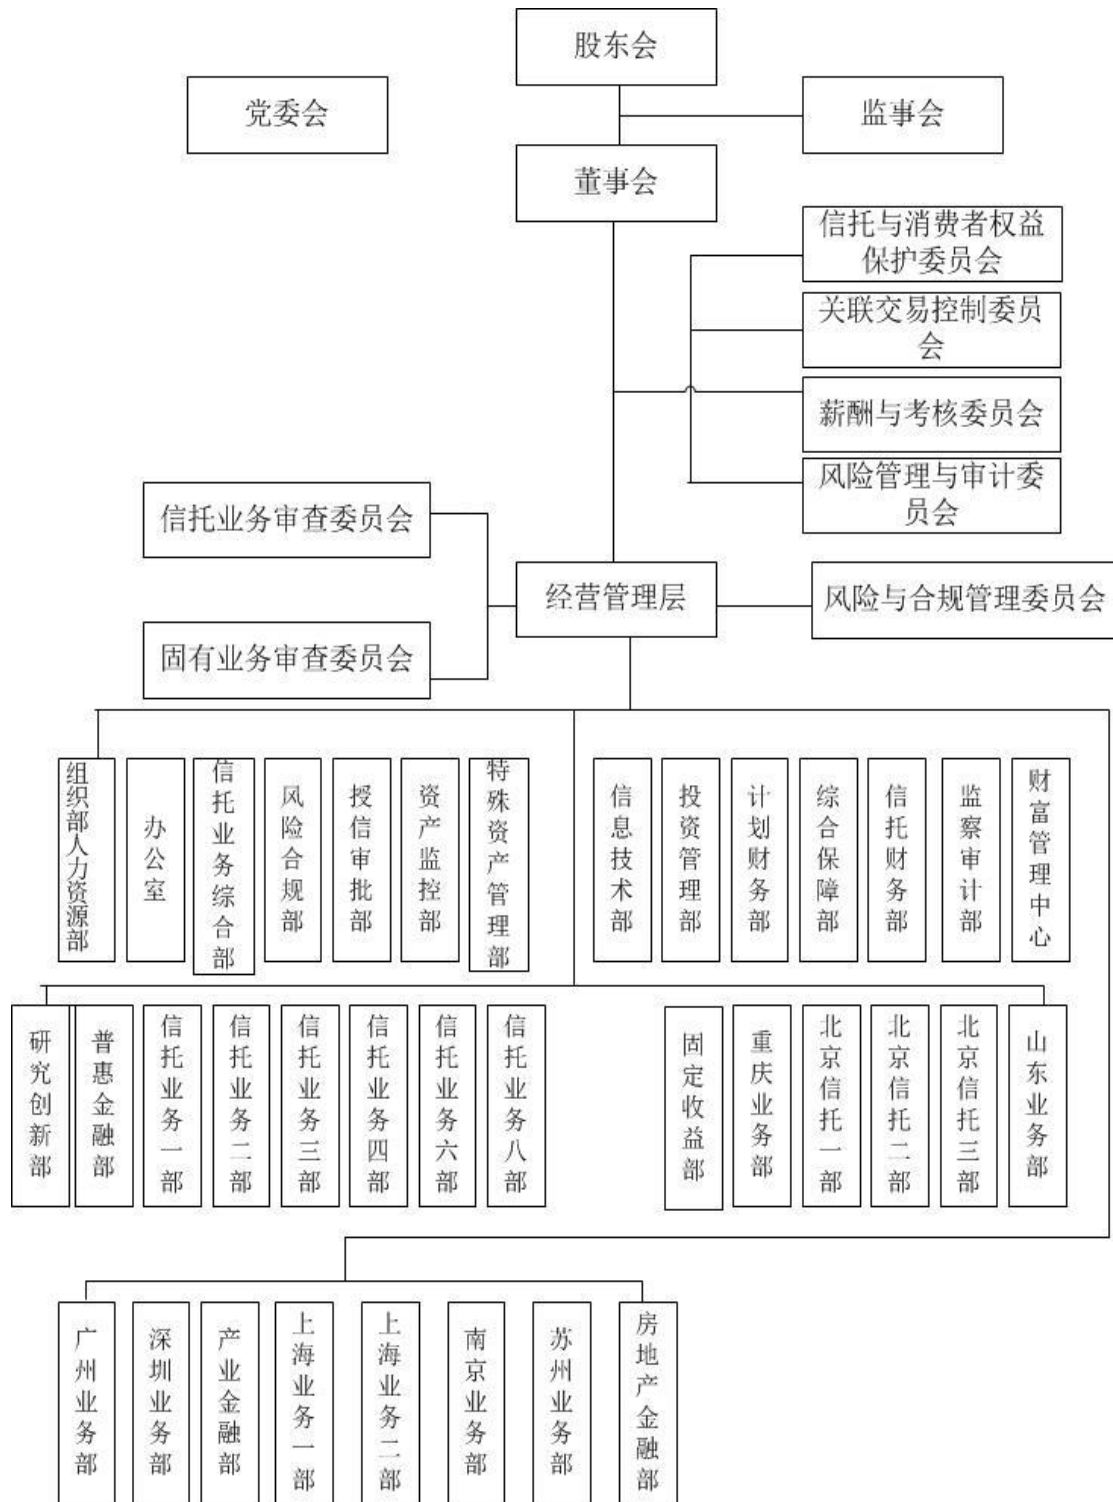 股东会
党委会
监事会
董事会
信托与消费者权益
保护委员会
关联交易控制委员
会
薪酬与考核委员会
风险管理与审计委
员会
信托业务审查委员会
经营管理层
风险与合规管理委员会
固有业务审查委员会
组织部人力资源部
办公室
信托业务综合部
风险合规部
授信审批部
资产监控部
特殊资产管理部
信息技术部
投资管理部
计划财务部
综合保障部
信托财务部
监察审计部
财富管理中心
研究创新部
普惠金融部
信托业务一部
信托业务二部
信托业务三部
信托业务四部
信托业务六部
信托业务八部
固定收益部
重庆业务部
北京信托一部
北京信托二部
北京信托三部
山东业务部
广州业务部
深圳业务部
产业金融部
上海业务一部
上海业务二部
南京业务部
苏州业务部
房地产金融部